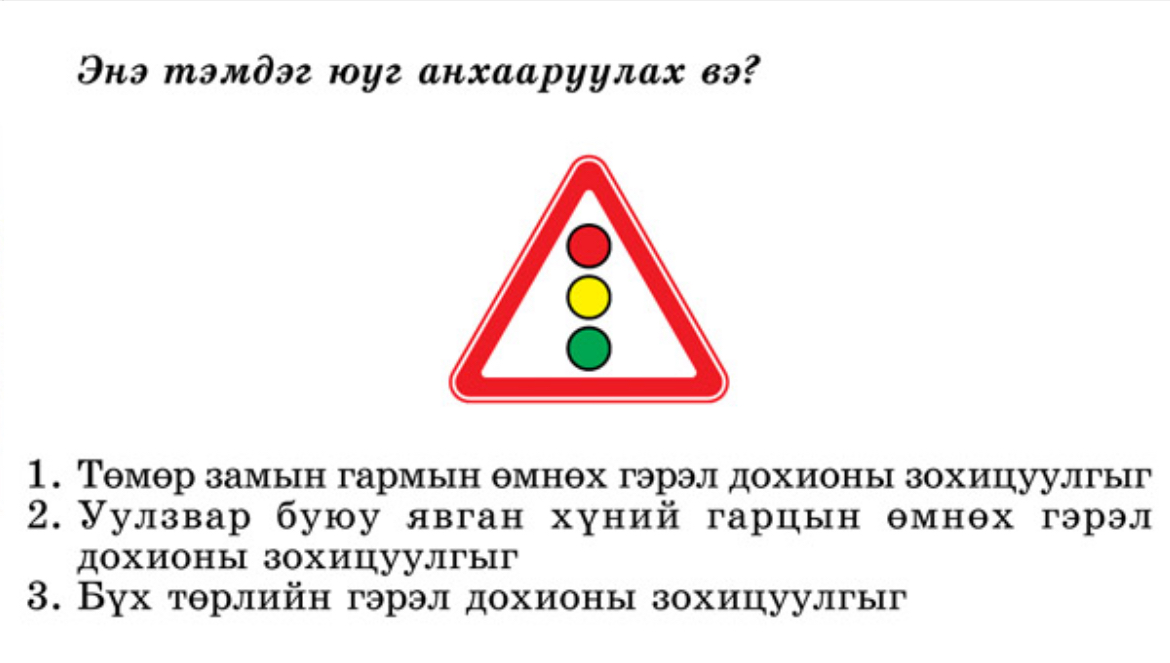 Энэ тэмдэг юуг анхааруулах вэ?
1. Төмөр замын гармын өмнөх гэрэл дохионы зохицуулгыг
2. Уулзвар буюу явган хүний гарцын өмнөх гэрэл
дохионы зохицуулгыг
3. Бүх төрлийн гэрэл дохионы зохицуулгыг